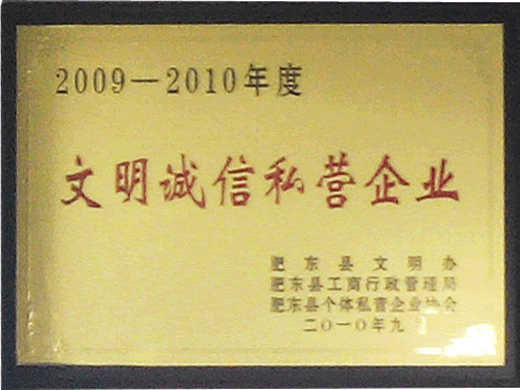 2009—2010年度
文明诚信私营企业
肥东县文明办
肥东县工商行政管理局
肥东县个体私营企业协会
二〇一〇年九